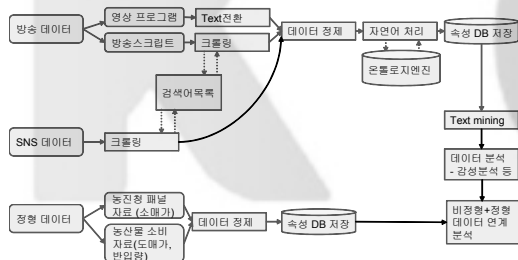 방송 데이터
영상 프로그램
Text전환
방송스크립트
크롤링
데이터 정제
자연어 처리
속성 DB 저장
온톨로지엔진
검색어목록
SNS 데이터
크롤링
Text mining
데이터 분석
- 감성분석 등
정형 데이터
농진청 패널
자료 (소매가)
농산물 소비
자료(도매가,
반입량)
데이터 정제
속성 DB 저장
비정형+정형
데이터 연계
분석